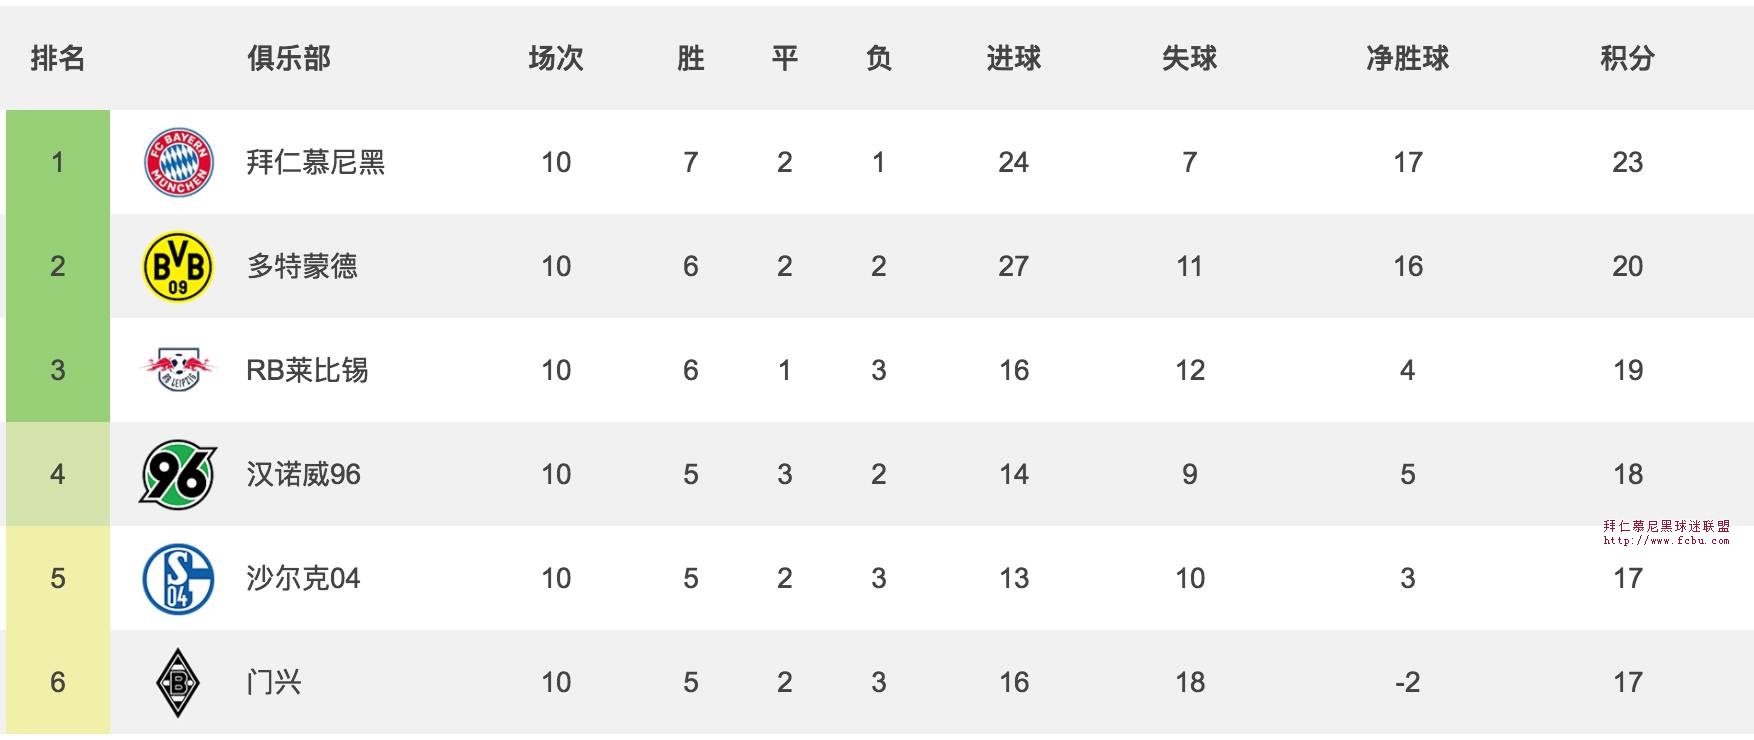 排名 俱乐部 场次 胜 平 负 进球 失球 净胜球 积分
1 FC BAYERN MÜNCHEN 拜仁慕尼黑 10 7 2 1 24 7 17 23
2 BVB 09 多特蒙德 10 6 2 2 27 11 16 20
3 RB LEIPZIG RB莱比锡 10 6 1 3 16 12 4 19
4 96 汉诺威96 10 5 3 2 14 9 5 18
拜仁慕尼黑球迷联盟
http://www.fcbu.com
5 S 04 沙尔克04 10 5 2 3 13 10 3 17
6 B 门兴 10 5 2 3 16 18 -2 17